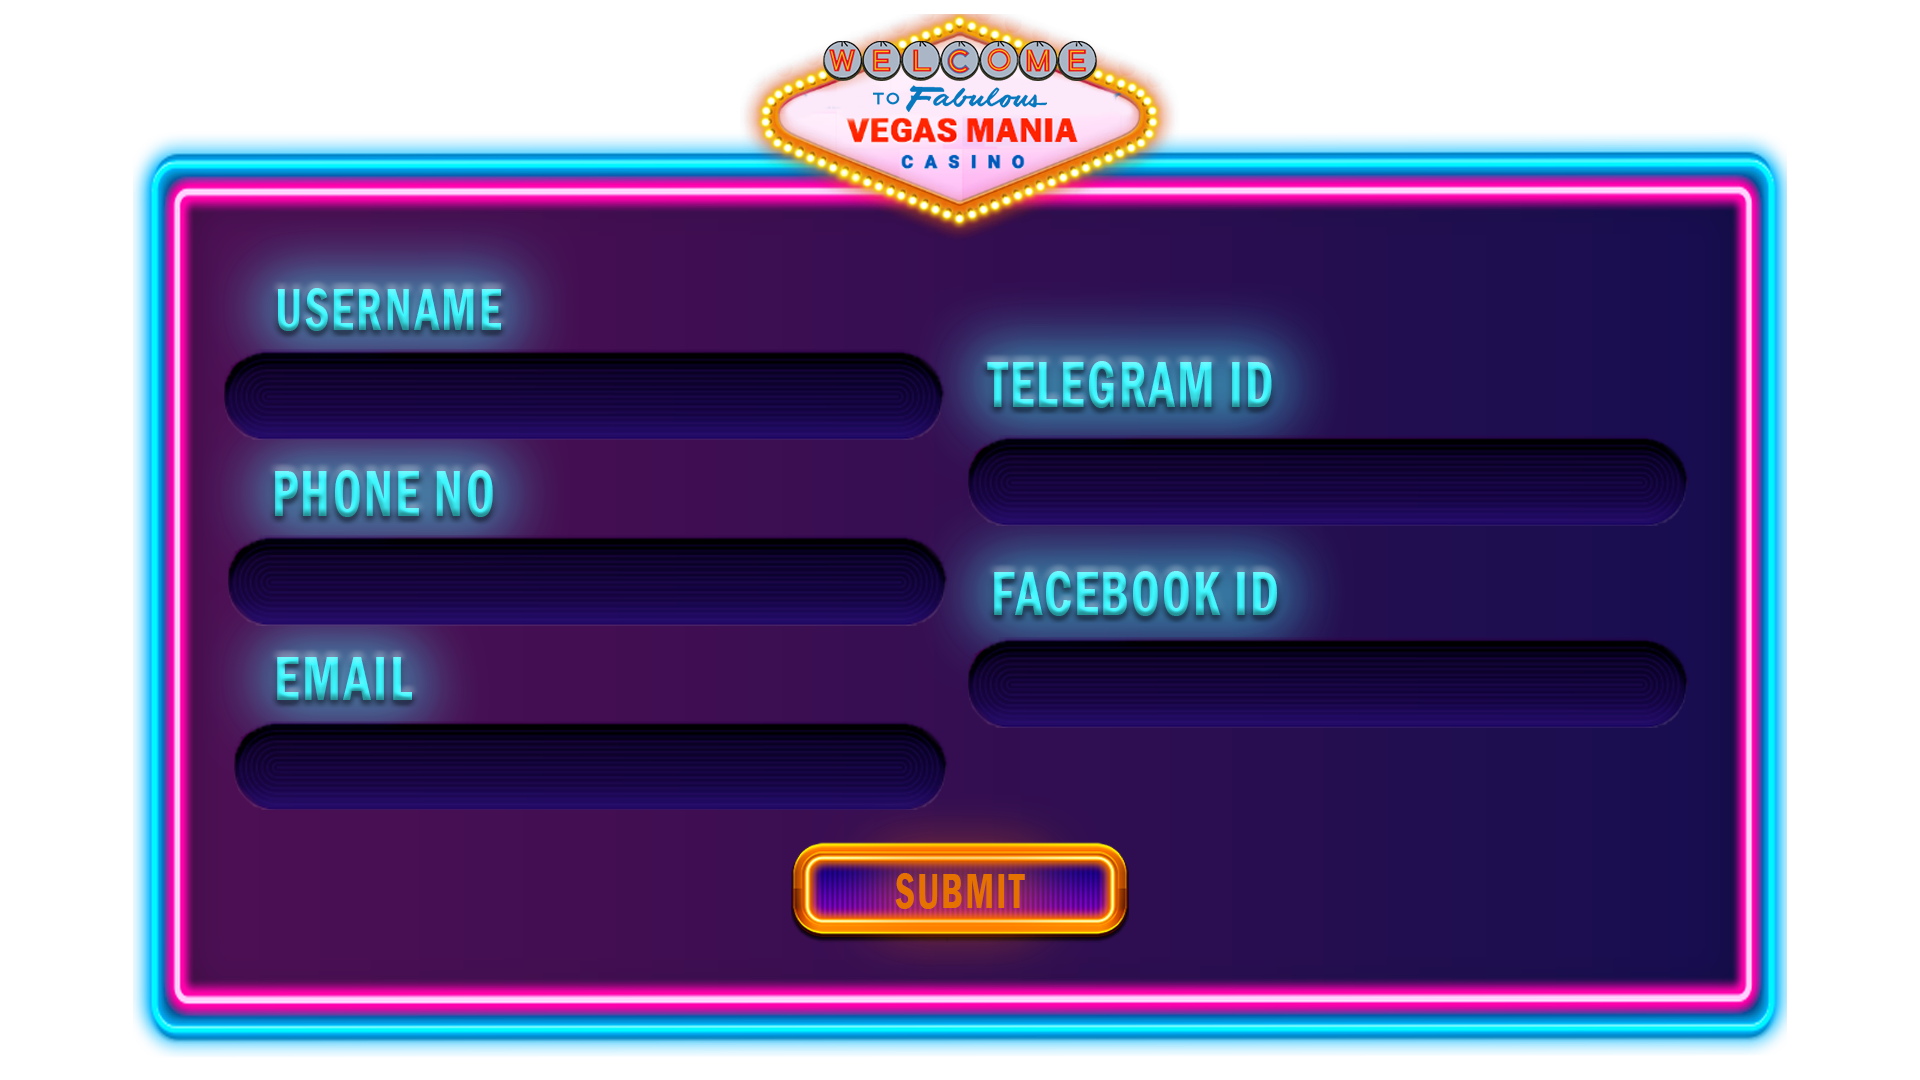 WELCOME
TO Fabulous
VEGAS MANIA
CASINO
USERNAME
PHONE NO
EMAIL
TELEGRAM ID
FACEBOOK ID
SUBMIT